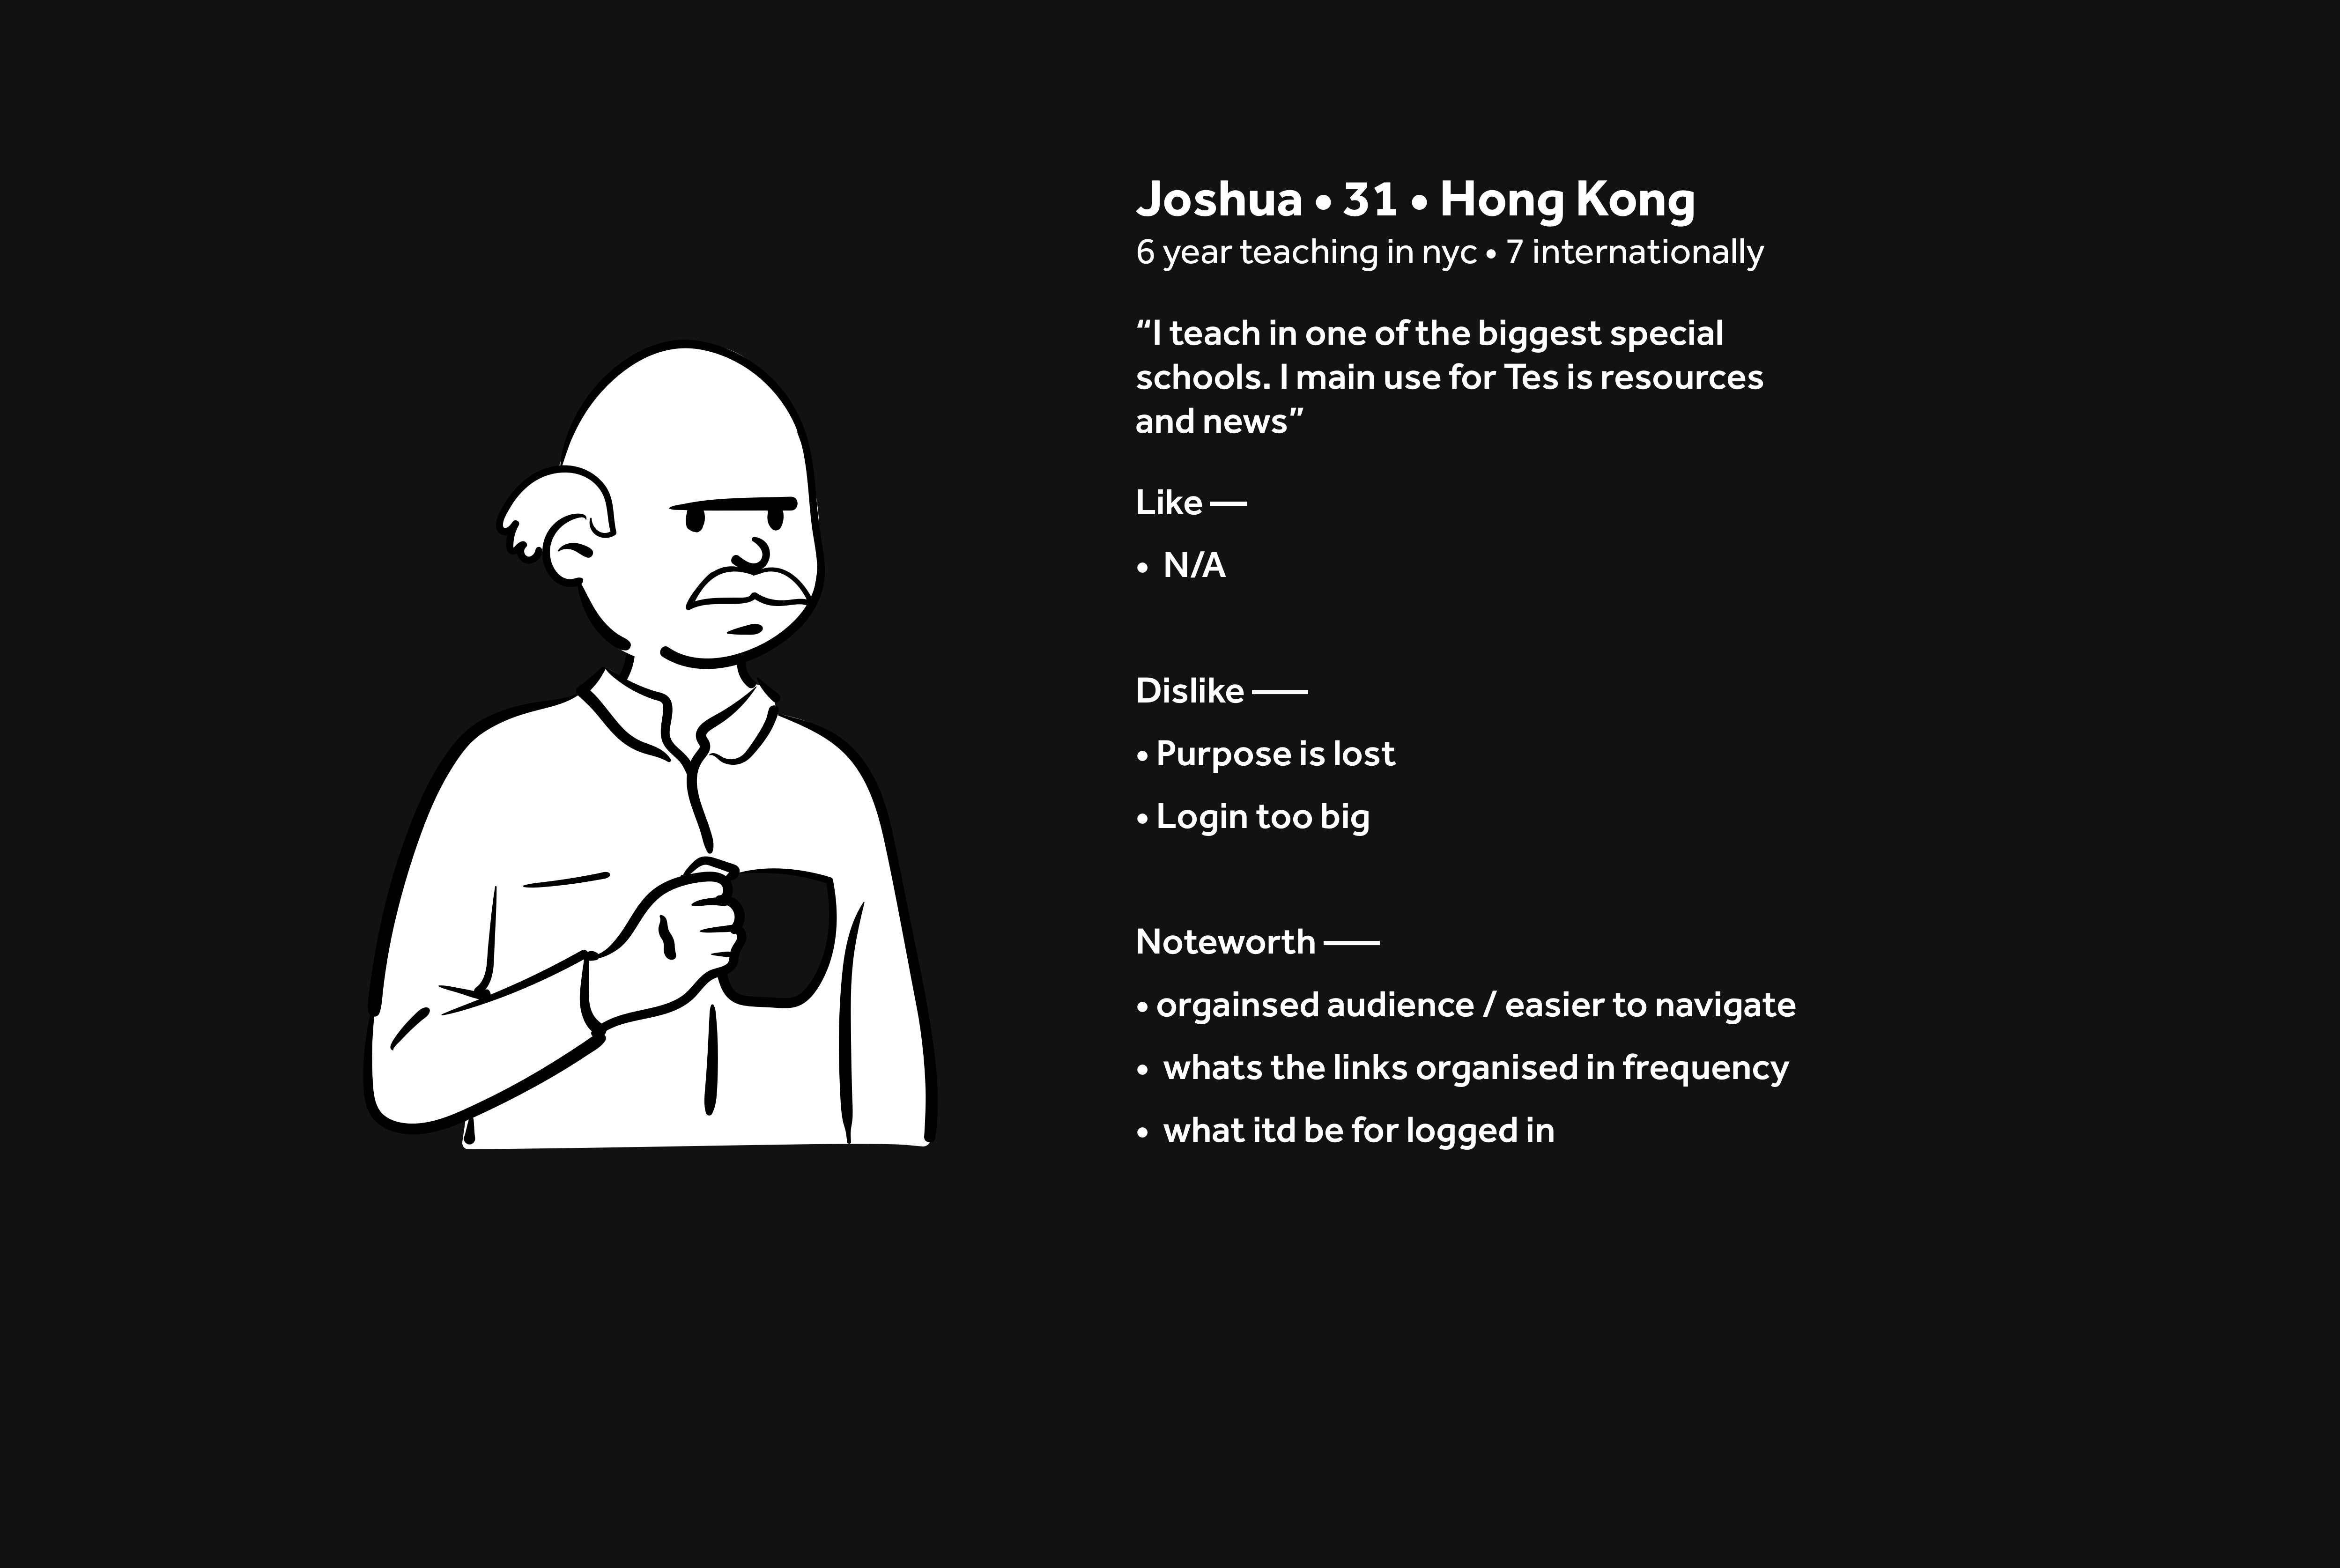 Joshua • 31 • Hong Kong
6 year teaching in nyc • 7 internationally
“I teach in one of the biggest special
schools. I main use for Tes is resources
and news”
Like —
• N/A
Dislike ——
• Purpose is lost
• Login too big
Noteworth ——
• orgainsed audience / easier to navigate
• whats the links organised in frequency
• what itd be for logged in